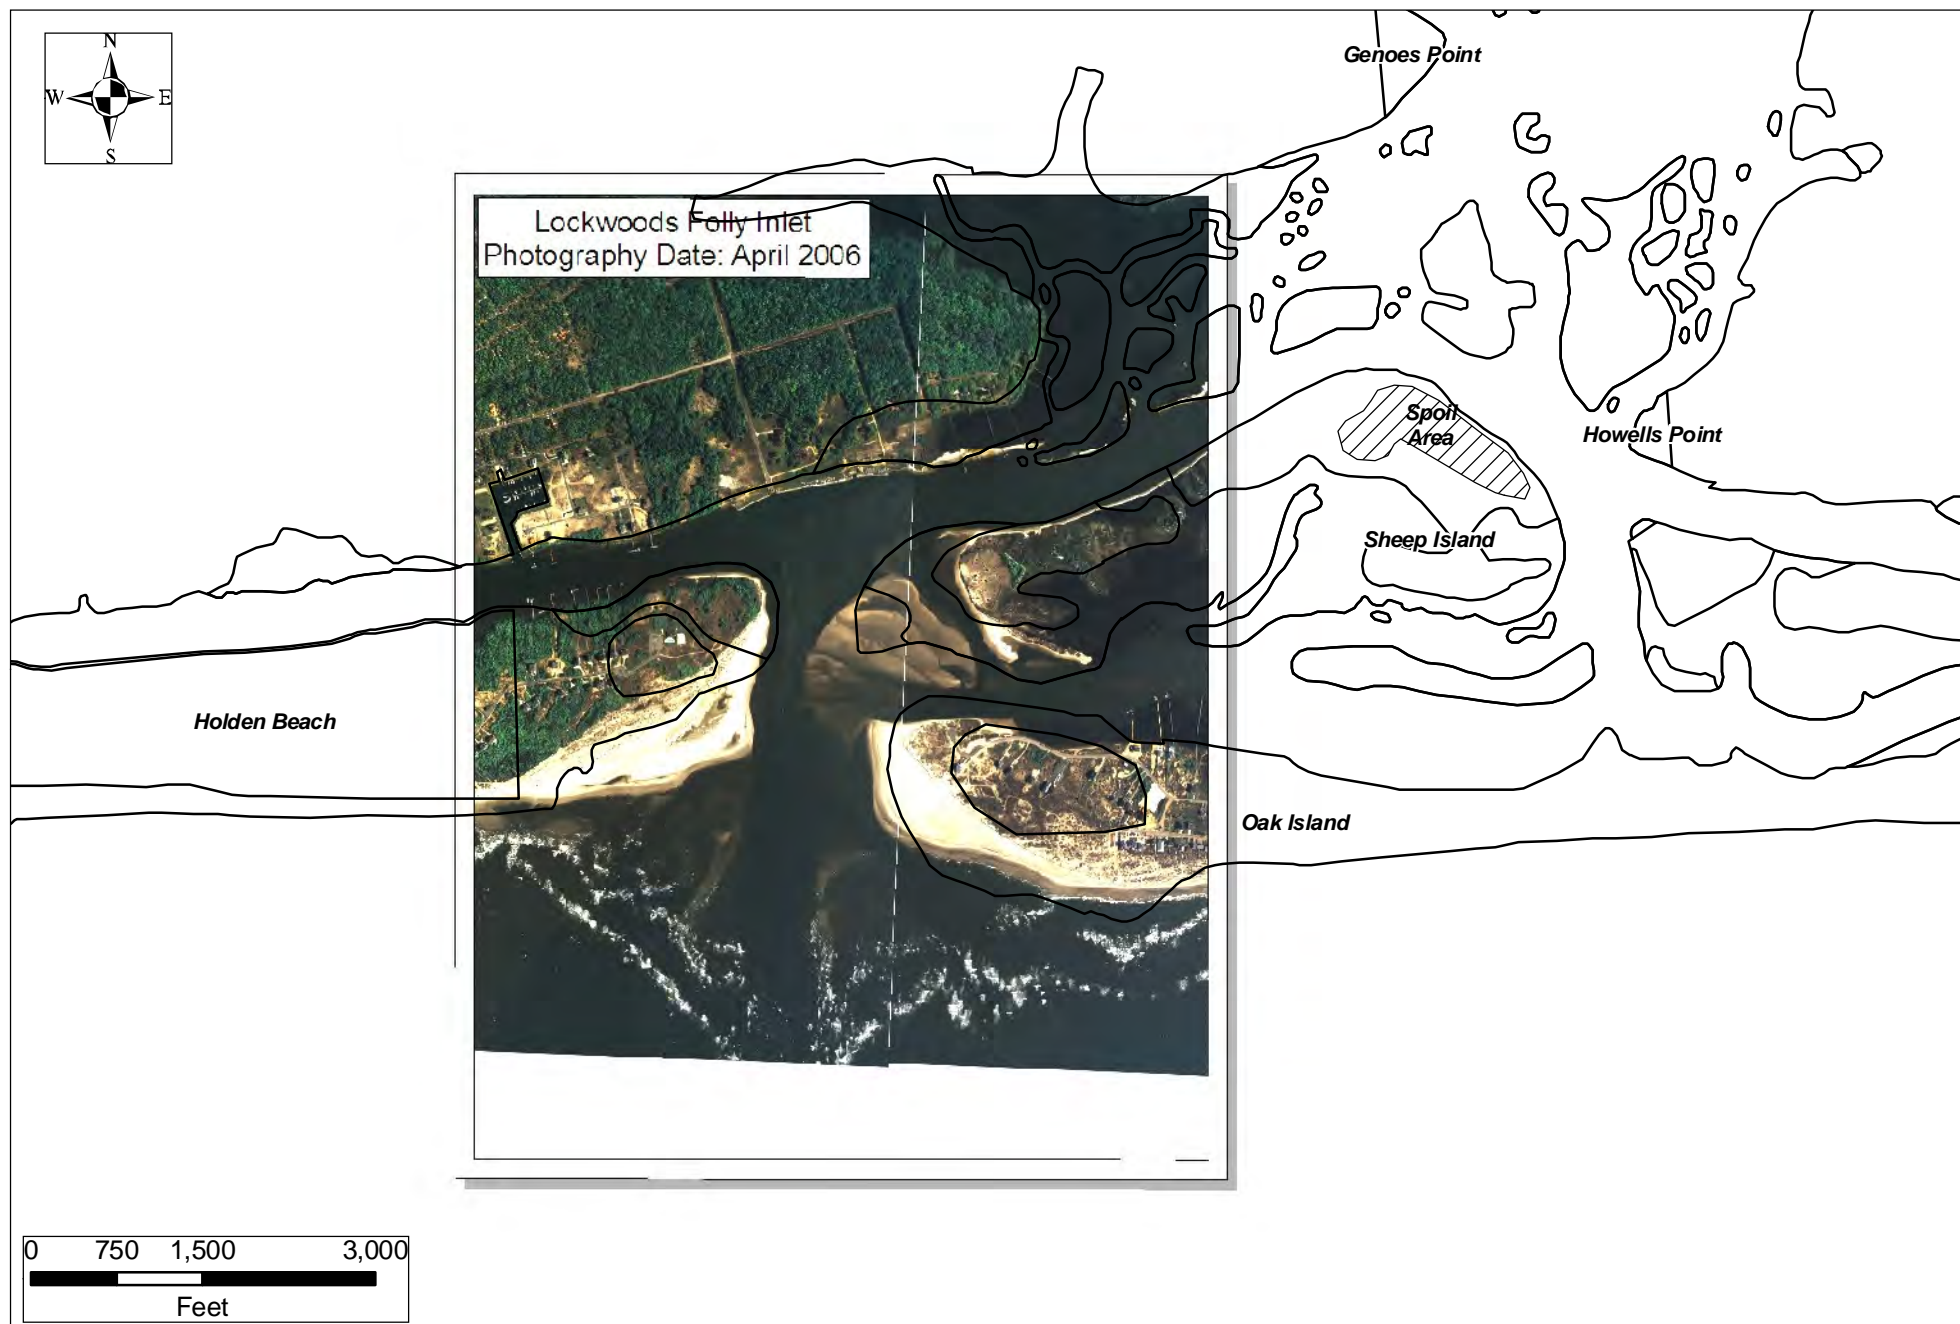 N
W E
S
Genoes Point
Lockwoods Folly Inlet
Photography Date: April 2006
Spoil
Area
Howells Point
Sheep Island
Holden Beach
Oak Island
0 750 1,500 3,000
Feet